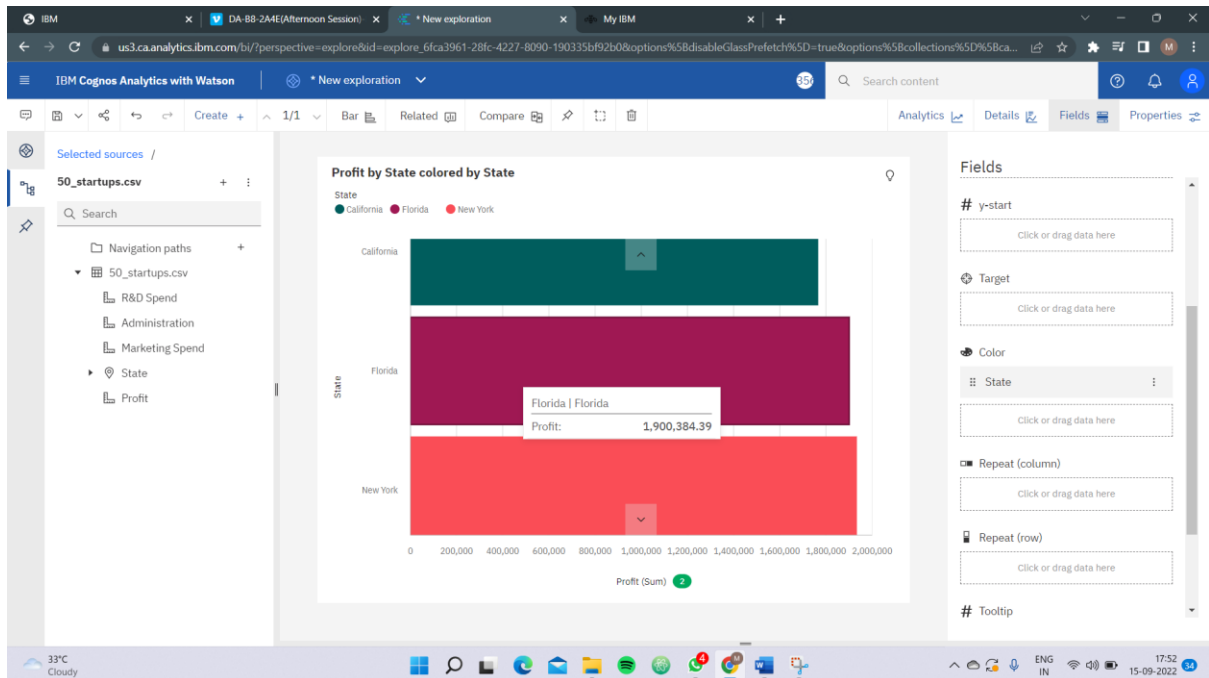 IBM
DA-B8-2A4E(Afternoon Session)
* New exploration
My IBM
us3.ca.analytics.ibm.com/bi/?perspective=explore&id=explore_6fca3961-28fc-4227-8090-190335bf92b0&options%5BdisableGlassPrefetch%5D=true&options%5Bcollections%5D%5Bca...
M
IBM Cognos Analytics with Watson
* New exploration
Search content
Create +
1/1
Bar
Related
Compare
Analytics
Details
Fields
Properties
Selected sources /
50_startups.csv
Search
Navigation paths
50_startups.csv
R&D Spend
Administration
Marketing Spend
State
Profit
Profit by State colored by State
State
California Florida New York
California
Florida
New York
State
Florida | Florida
Profit: 1,900,384.39
0 200,000 400,000 600,000 800,000 1,000,000 1,200,000 1,400,000 1,600,000 1,800,000 2,000,000
Profit (Sum) 2
Fields
# y-start
Click or drag data here
Target
Click or drag data here
Color
State
Click or drag data here
Repeat (column)
Click or drag data here
Repeat (row)
Click or drag data here
# Tooltip
33°C
Cloudy
4
M
ENG
IN
17:52
15-09-2022
34